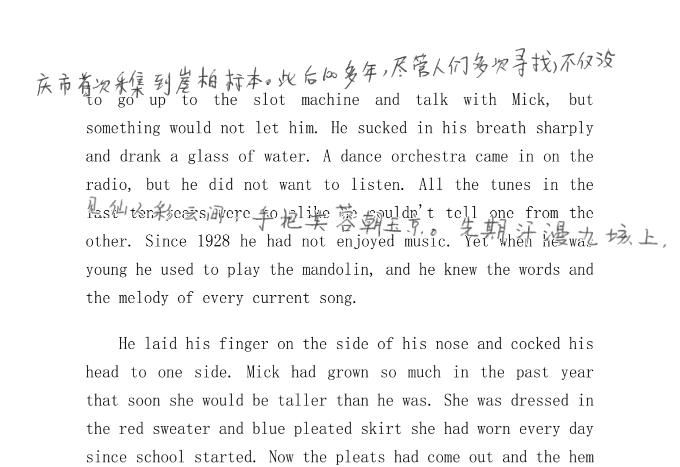 庆市首次采集到崖柏标本。此后100多年,尽管人们多次寻找,不仅没
to go up to the slot machine and talk with Mick, but
something would not let him. He sucked in his breath sharply
and drank a glass of water. A dance orchestra came in on the
radio, but he did not want to listen. All the tunes in the
见仙人彩云间,手把芙蓉朝玉京。先期汗漫九垓上,
last ten years were so alike he couldn't tell one from the
other. Since 1928 he had not enjoyed music. Yet when he was
young he used to play the mandolin, and he knew the words and
the melody of every current song.
He laid his finger on the side of his nose and cocked his
head to one side. Mick had grown so much in the past year
that soon she would be taller than he was. She was dressed in
the red sweater and blue pleated skirt she had worn every day
since school started. Now the pleats had come out and the hem